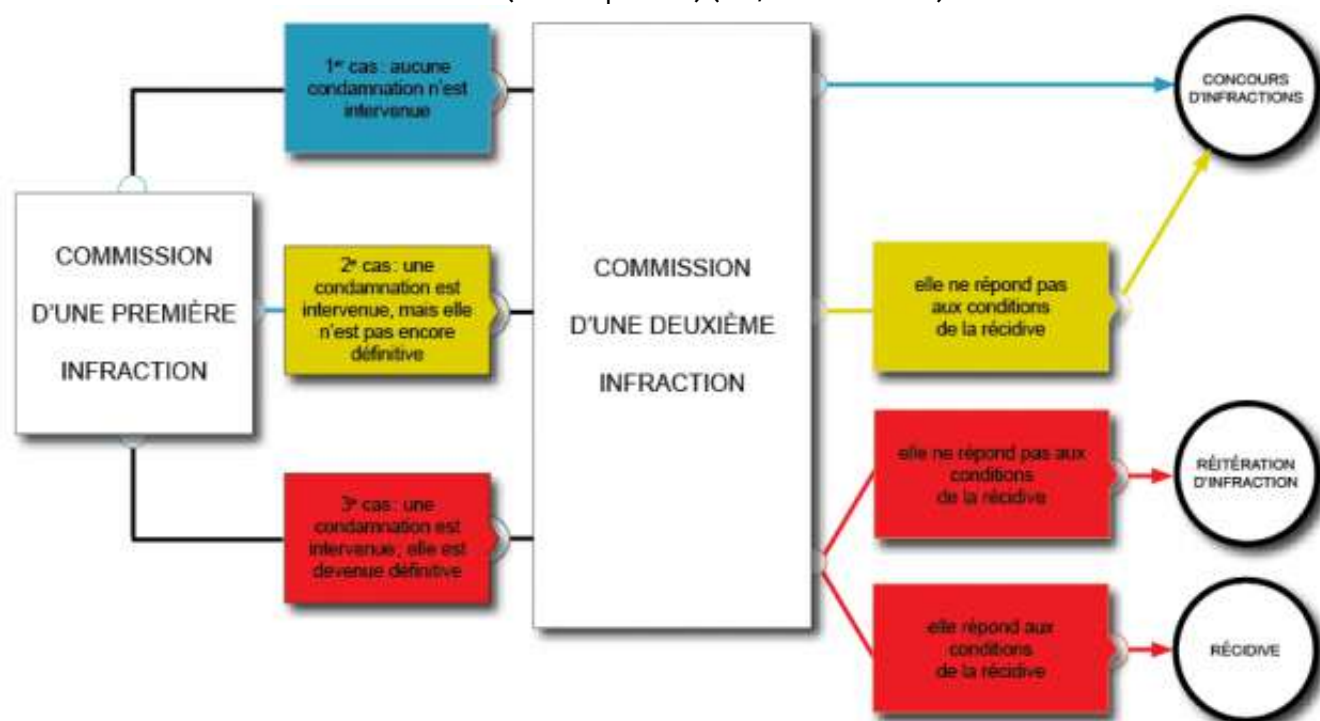 COMMISSION
D'UNE PREMIÈRE
INFRACTION
1er cas : aucune
condamnation n'est
intervenue
2e cas : une
condamnation est
intervenue, mais elle
n'est pas encore
définitive
3e cas : une
condamnation est
intervenue ; elle est
devenue définitive
COMMISSION
D'UNE DEUXIÈME
INFRACTION
elle ne répond pas
aux conditions
de la récidive
elle ne répond pas aux
conditions
de la récidive
elle répond aux
conditions
de la récidive
CONCOURS
D'INFRACTIONS
RÉITÉRATION
D'INFRACTION
RÉCIDIVE